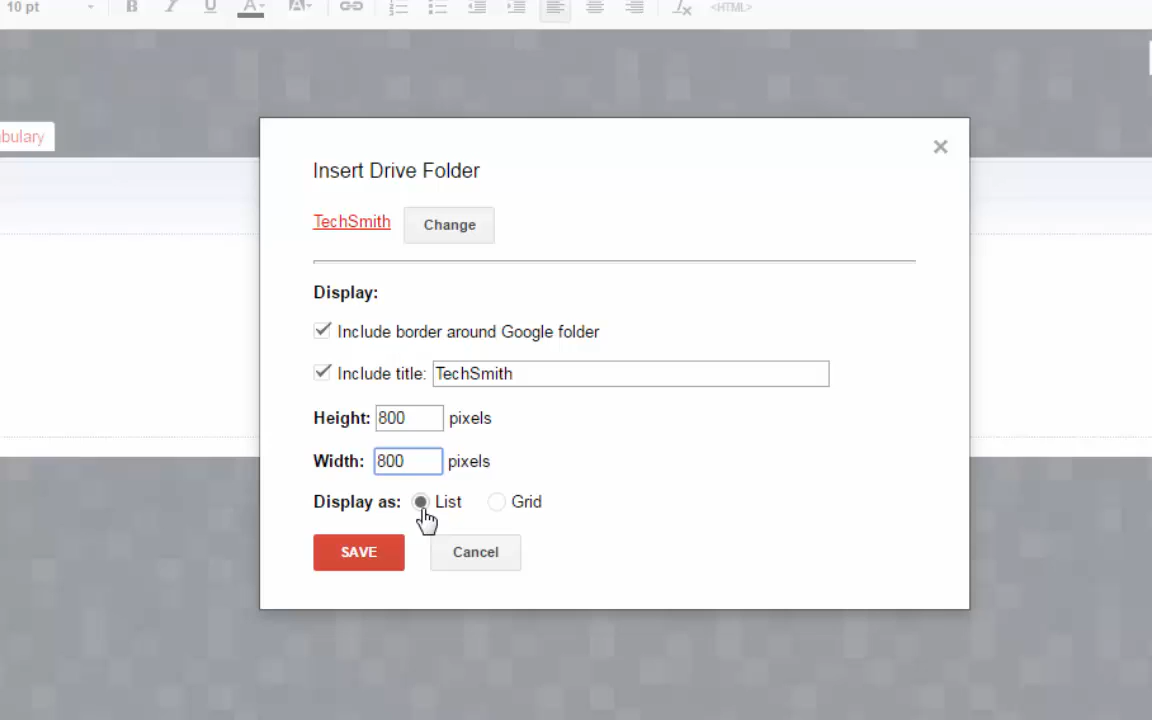 10 pt B I U A A <HTML>
bulary
Insert Drive Folder
TechSmith Change
Display:
Include border around Google folder
Include title: TechSmith
Height: 800 pixels
Width: 800 pixels
Display as: List Grid
SAVE Cancel